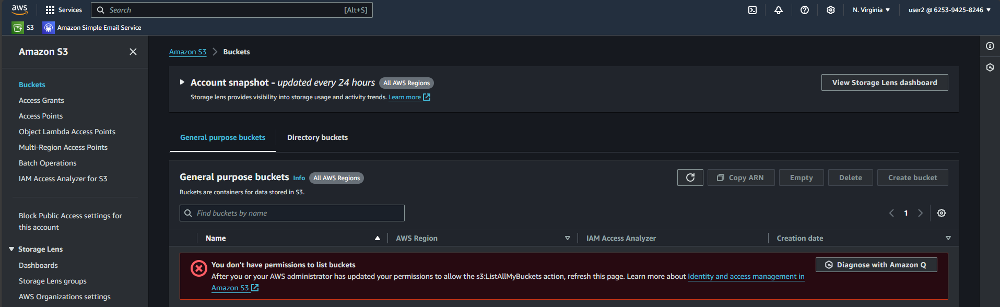 aws
Services
Search
[Alt+S]
N. Virginia
user2 @ 6253-9425-8246
S3
Amazon Simple Email Service
Amazon S3
Buckets
Access Grants
Access Points
Object Lambda Access Points
Multi-Region Access Points
Batch Operations
IAM Access Analyzer for S3
Block Public Access settings for
this account
Storage Lens
Dashboards
Storage Lens groups
AWS Organizations settings
Amazon S3 > Buckets
Account snapshot - updated every 24 hours All AWS Regions
Storage lens provides visibility into storage usage and activity trends. Learn more
View Storage Lens dashboard
General purpose buckets
Directory buckets
General purpose buckets Info All AWS Regions
Buckets are containers for data stored in S3.
Copy ARN
Empty
Delete
Create bucket
Find buckets by name
1
Name
AWS Region
IAM Access Analyzer
Creation date
You don't have permissions to list buckets
After you or your AWS administrator has updated your permissions to allow the s3:ListAllMyBuckets action, refresh this page. Learn more about Identity and access management in
Amazon S3
Diagnose with Amazon Q